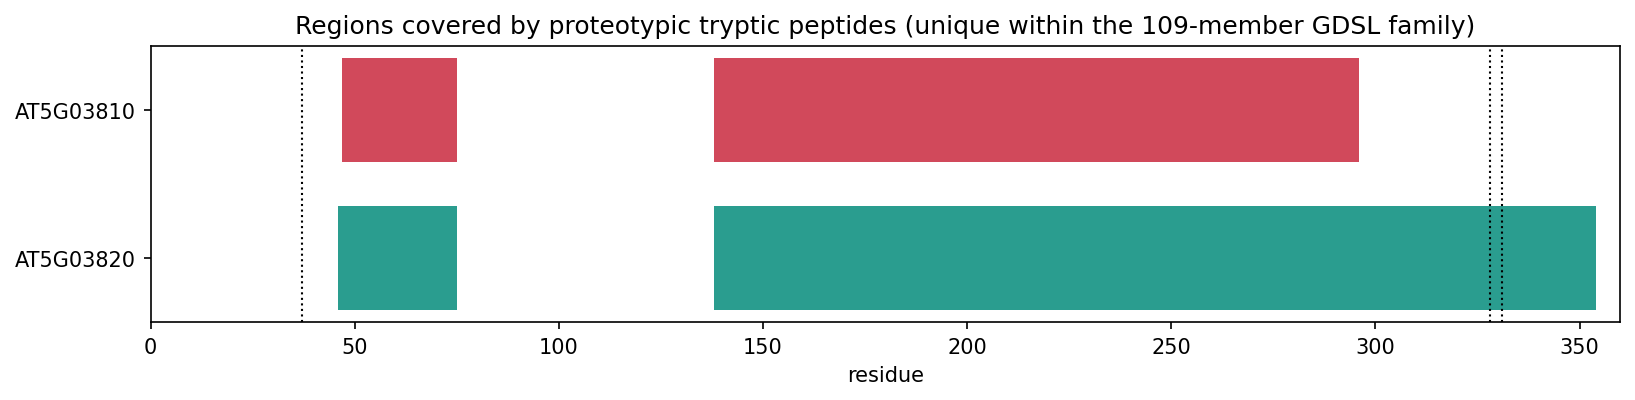 Regions covered by proteotypic tryptic peptides (unique within the 109-member GDSL family)
AT5G03810
AT5G03820
0 50 100 150 200 250 300 350
residue